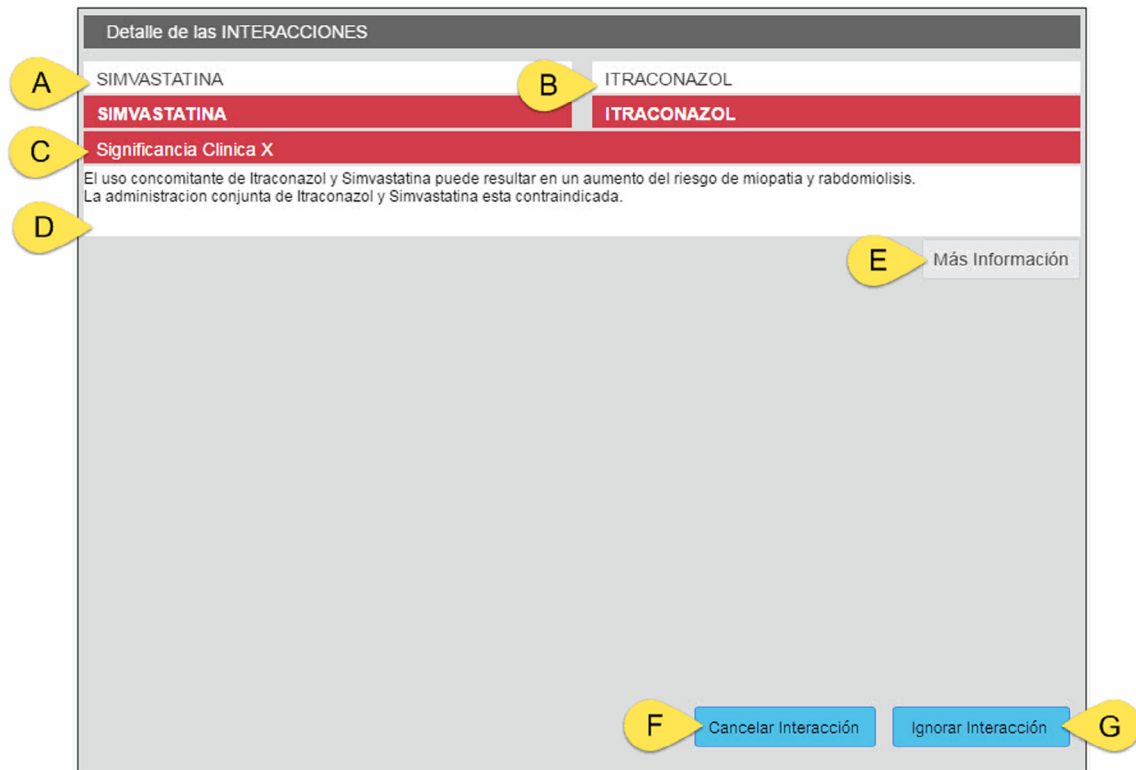 Detalle de las INTERACCIONES
A SIMVASTATINA B ITRACONAZOL
SIMVASTATINA ITRACONAZOL
C Significancia Clinica X
El uso concomitante de Itraconazol y Simvastatina puede resultar en un aumento del riesgo de miopatia y rabdomiolisis.
La administracion conjunta de Itraconazol y Simvastatina esta contraindicada.
D
E Más Información
F Cancelar Interacción Ignorar Interacción G